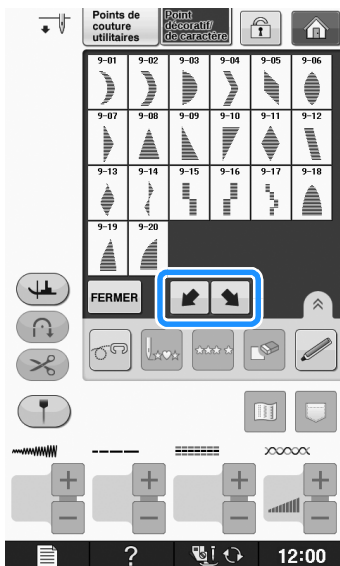 Points de
couture
utilitaires
Point
décoratif/
de caractère
9-01 9-02 9-03 9-04 9-05 9-06
9-07 9-08 9-09 9-10 9-11 9-12
9-13 9-14 9-15 9-16 9-17 9-18
9-19 9-20
FERMER
? 12:00